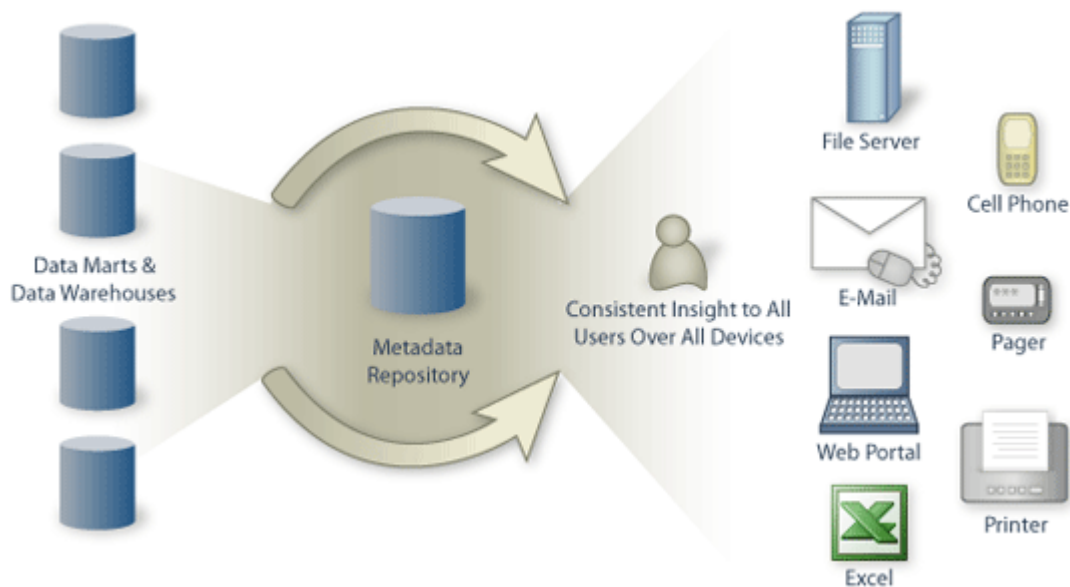 Data Marts &
Data Warehouses
Metadata
Repository
Consistent Insight to All
Users Over All Devices
File Server
Cell Phone
E-Mail
Pager
Web Portal
Printer
Excel